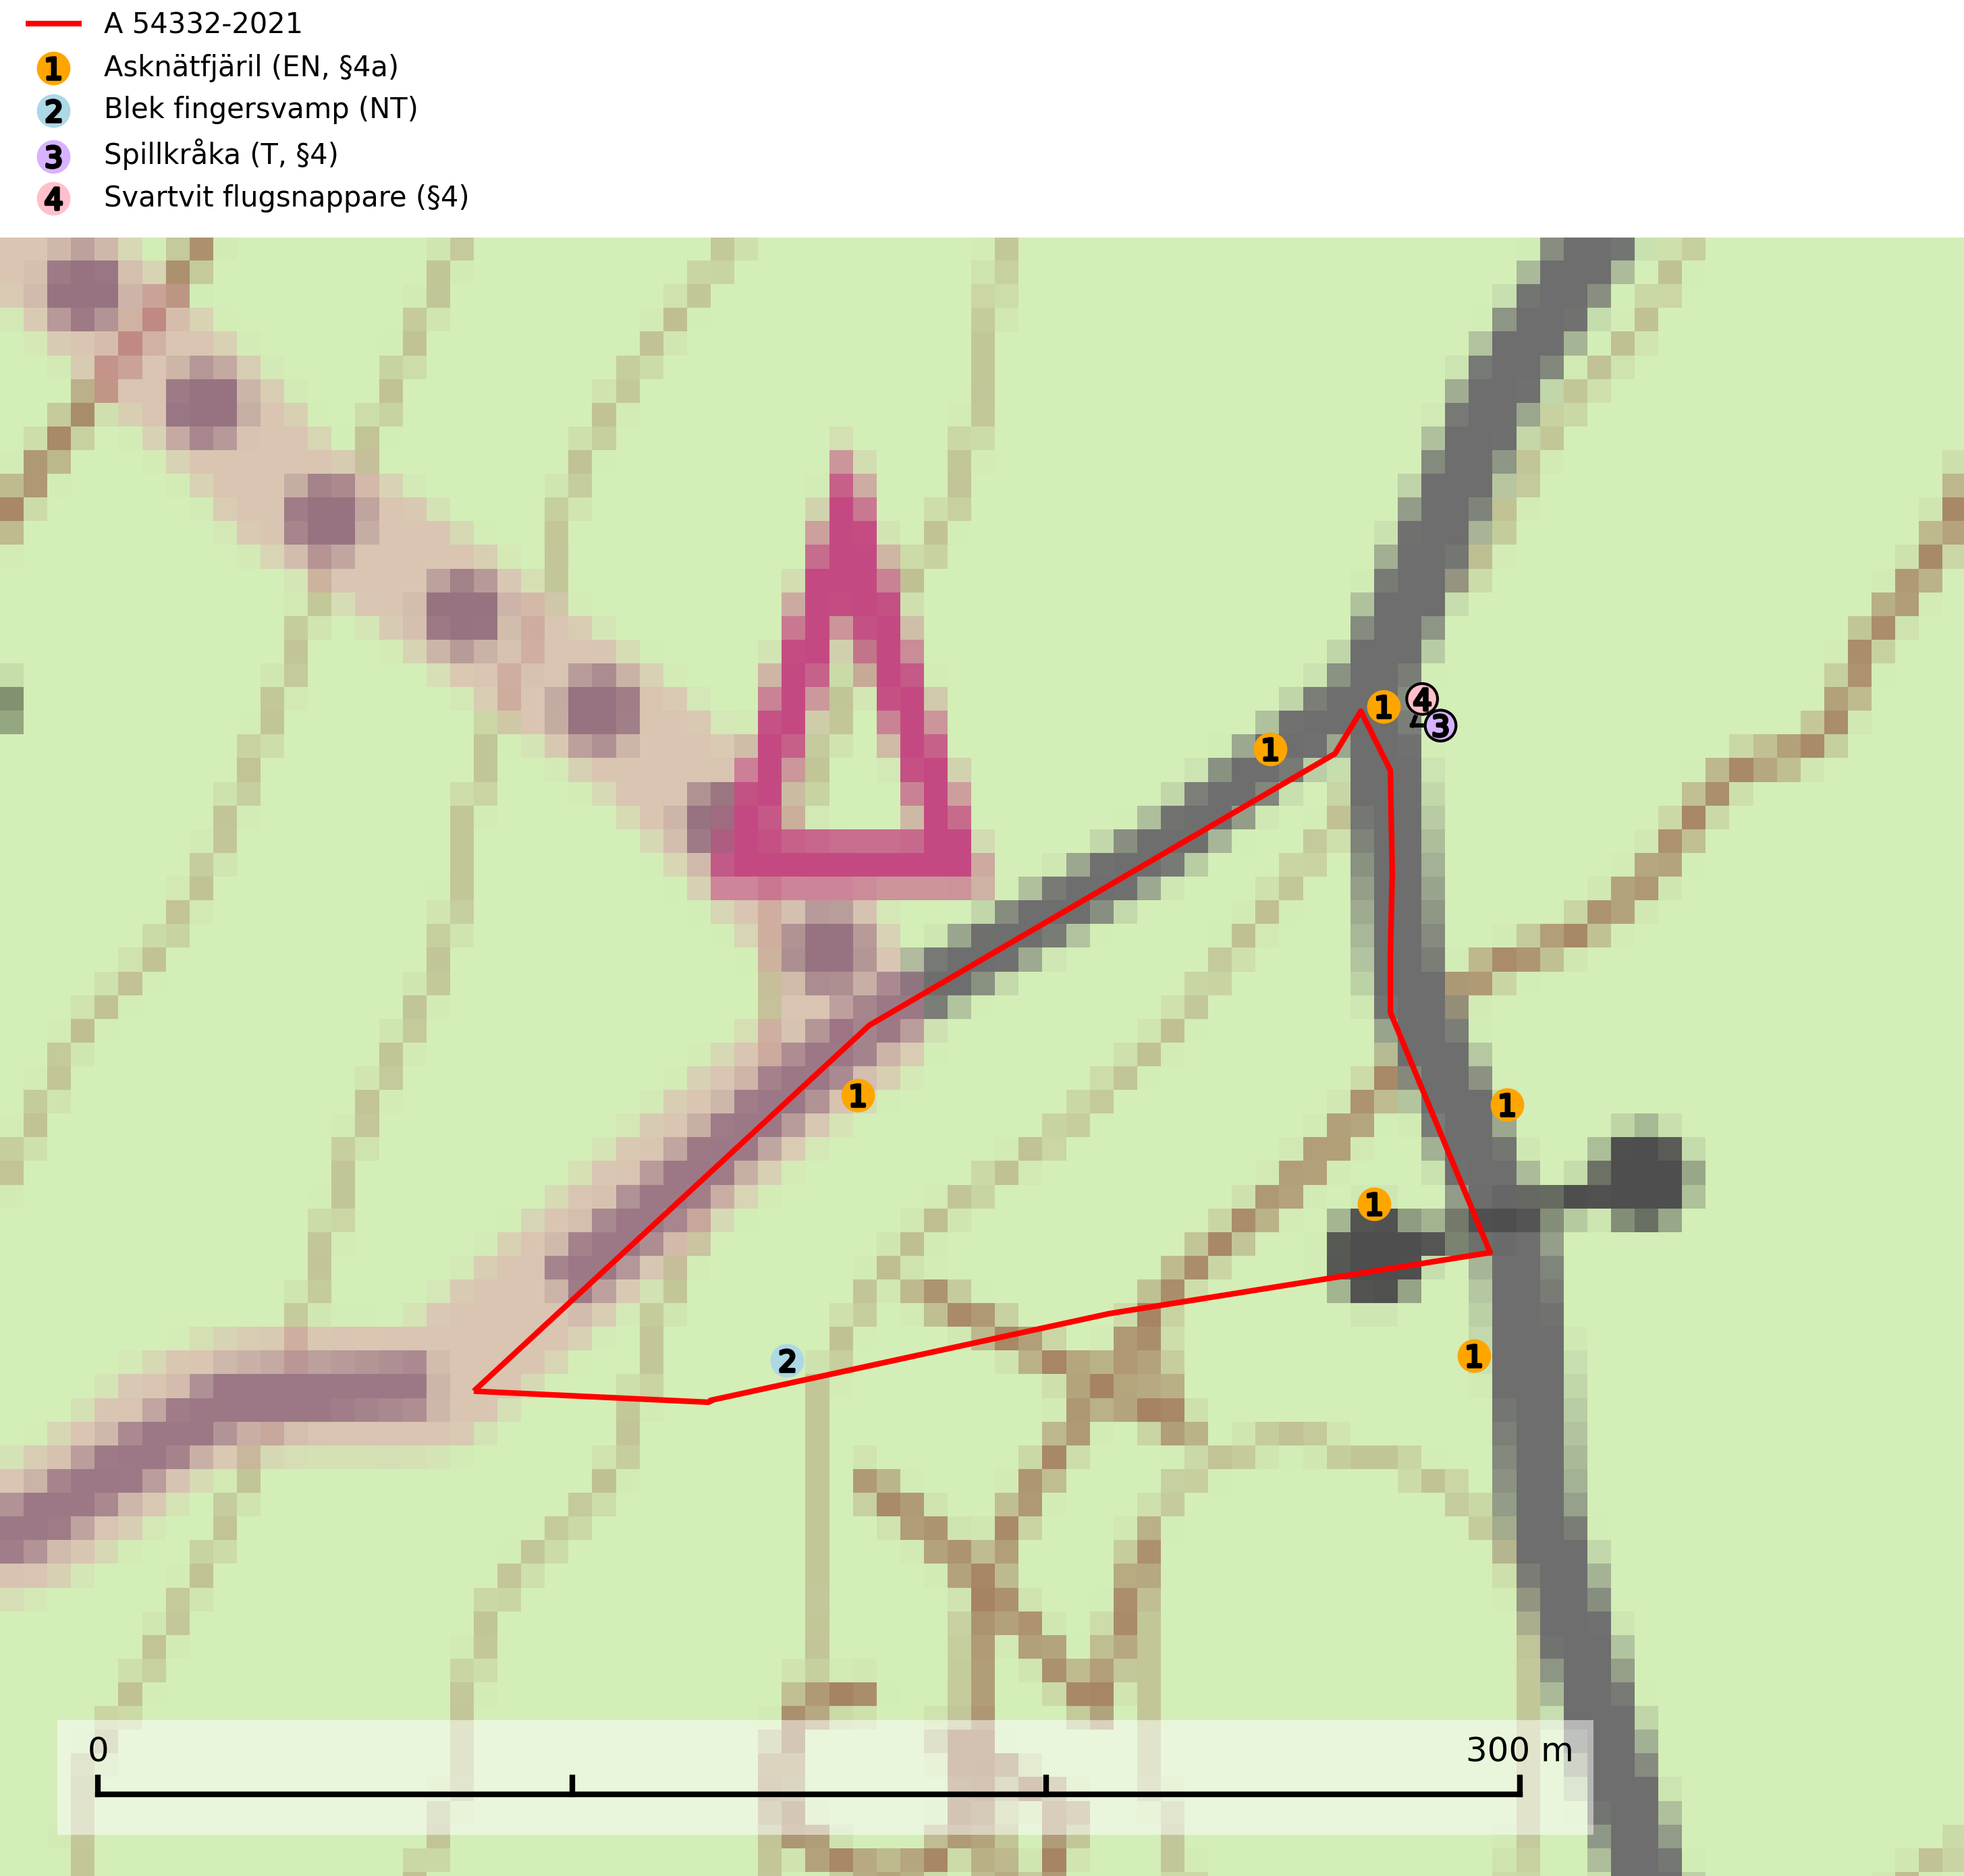 A 54332-2021
1 Asknätfjäril (EN, §4a)
2 Blek fingersvamp (NT)
3 Spillkråka (T, §4)
4 Svartvit flugsnappare (§4)
1
4
1
3
1
1
1
2
1
0
300 m